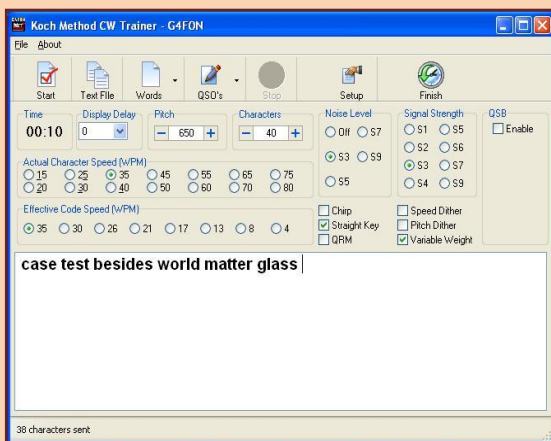 Koch Method CW Trainer - G4FON
File About
Start Text FIle Words QSO's Stop Setup Finish
Time Display Delay Pitch Characters Noise Level Signal Strength QSB
00:10 0 650 40 Off S7 S1 S5 Enable
S2 S6
S3 S9 S3 S7
S5 S4 S9
Actual Character Speed (WPM)
15 25 35 45 55 65 75
20 30 40 50 60 70 80
Effective Code Speed (WPM)
35 30 26 21 17 13 8 4
Chirp Speed Dither
Straight Key Pitch Dither
QRM Variable Weight
case test besides world matter glass
38 characters sent